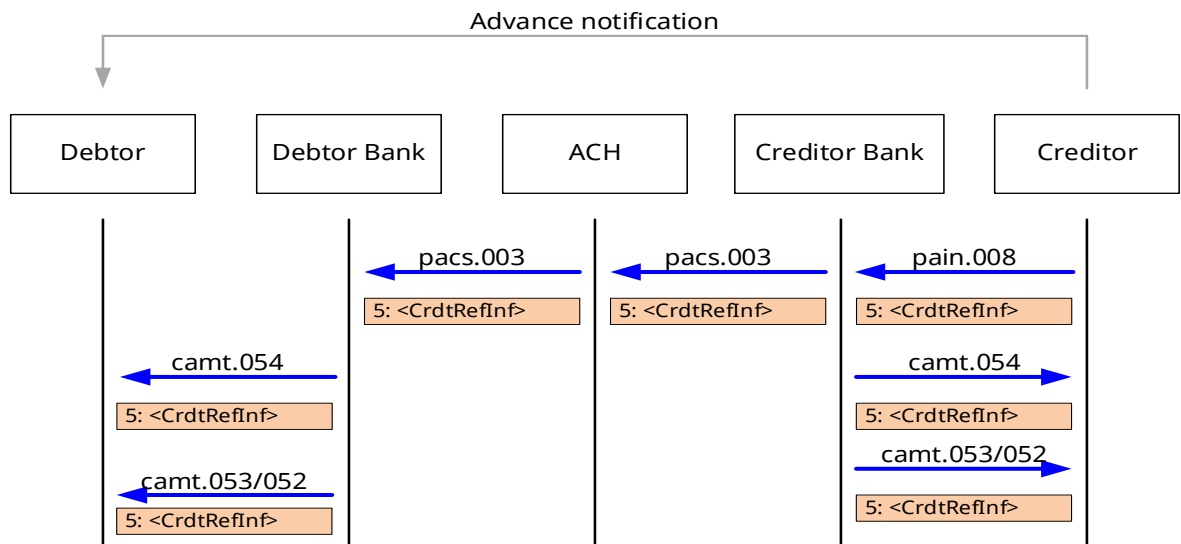 Advance notification
Debtor
Debtor Bank
ACH
Creditor Bank
Creditor
pacs.003
pacs.003
pain.008
5: <CrdtRefInf>
5: <CrdtRefInf>
5: <CrdtRefInf>
camt.054
camt.054
5: <CrdtRefInf>
5: <CrdtRefInf>
camt.053/052
camt.053/052
5: <CrdtRefInf>
5: <CrdtRefInf>